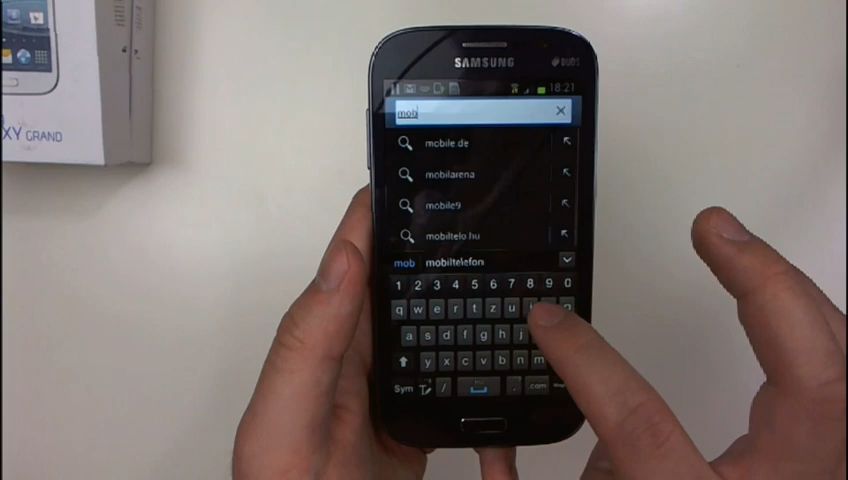 XY GRAND
SAMSUNG
DUOS
18:21
mob
mobile.de
mobilarena
mobile9
mobiltelo.hu
mob mobiltelefon
1 2 3 4 5 6 7 8 9 0
q w e r t z u
a s d f g h j
y x c v b n m
Sym / . .com